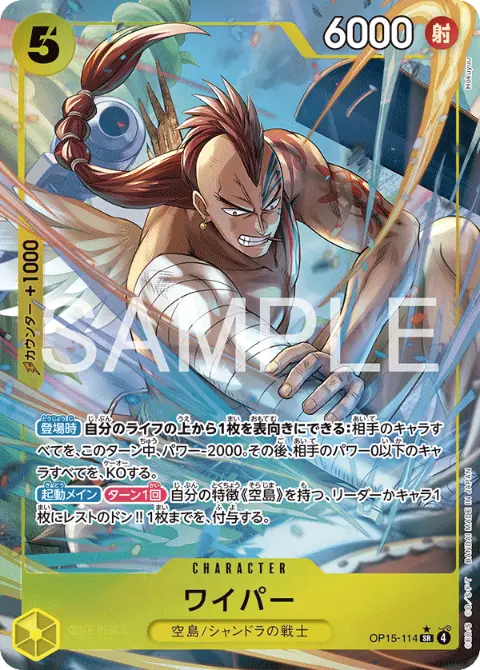 5
6000
射
Hokuyuu
カウンター+1000
SAMPLE
登場時 自分のライフの上から1枚を表向きにできる:相手のキャラす
べてを、このターン中、パワー-2000。その後、相手のパワー0以下のキャ
ラすべてを、KOする。
起動メイン ターン1回 自分の特徴《空島》を持つ、リーダーかキャラ1
枚にレストのドン!!1枚までを、付与する。
CHARACTER
ワイパー
空島/シャンドラの戦士
OP15-114 SR 4
BANDAI MADE IN JAPAN